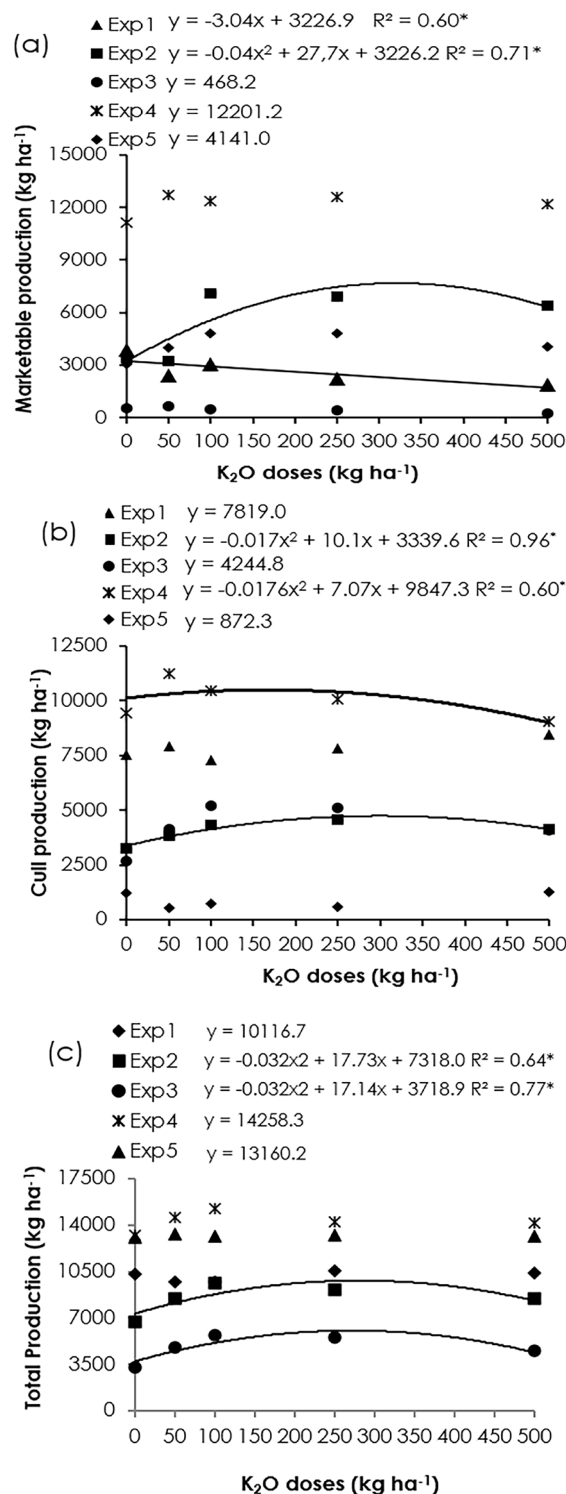 (a)
Exp1 y = -3.04x + 3226.9 R² = 0.60*
Exp2 y = -0.04x² + 27,7x + 3226.2 R² = 0.71*
Exp3 y = 468.2
Exp4 y = 12201.2
Exp5 y = 4141.0
Marketable production (kg ha⁻¹)
15000
12000
9000
6000
3000
0
0 50 100 150 200 250 300 350 400 450 500
K₂O doses (kg ha⁻¹)
(b)
Exp1 y = 7819.0
Exp2 y = -0.017x² + 10.1x + 3339.6 R² = 0.96*
Exp3 y = 4244.8
Exp4 y = -0.0176x² + 7.07x + 9847.3 R² = 0.60*
Exp5 y = 872.3
Cull production (kg ha⁻¹)
12500
10000
7500
5000
2500
0
0 50 100 150 200 250 300 350 400 450 500
K₂O doses (kg ha⁻¹)
(c)
Exp1 y = 10116.7
Exp2 y = -0.032x2 + 17.73x + 7318.0 R² = 0.64*
Exp3 y = -0.032x2 + 17.14x + 3718.9 R² = 0.77*
Exp4 y = 14258.3
Exp5 y = 13160.2
Total Production (kg ha⁻¹)
17500
14000
10500
7000
3500
0
0 50 100 150 200 250 300 350 400 450 500
K₂O doses (kg ha⁻¹)